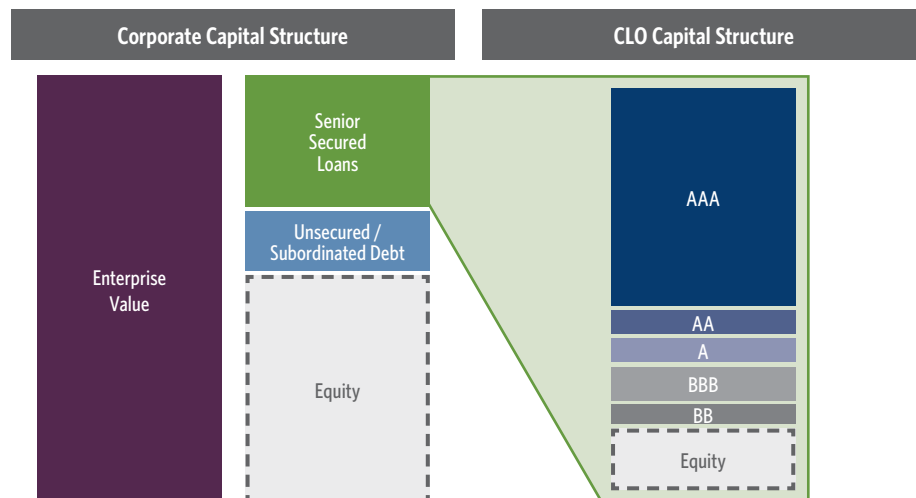 Corporate Capital Structure
CLO Capital Structure
Enterprise
Value
Senior
Secured
Loans
Unsecured /
Subordinated Debt
Equity
AAA
AA
A
BBB
BB
Equity